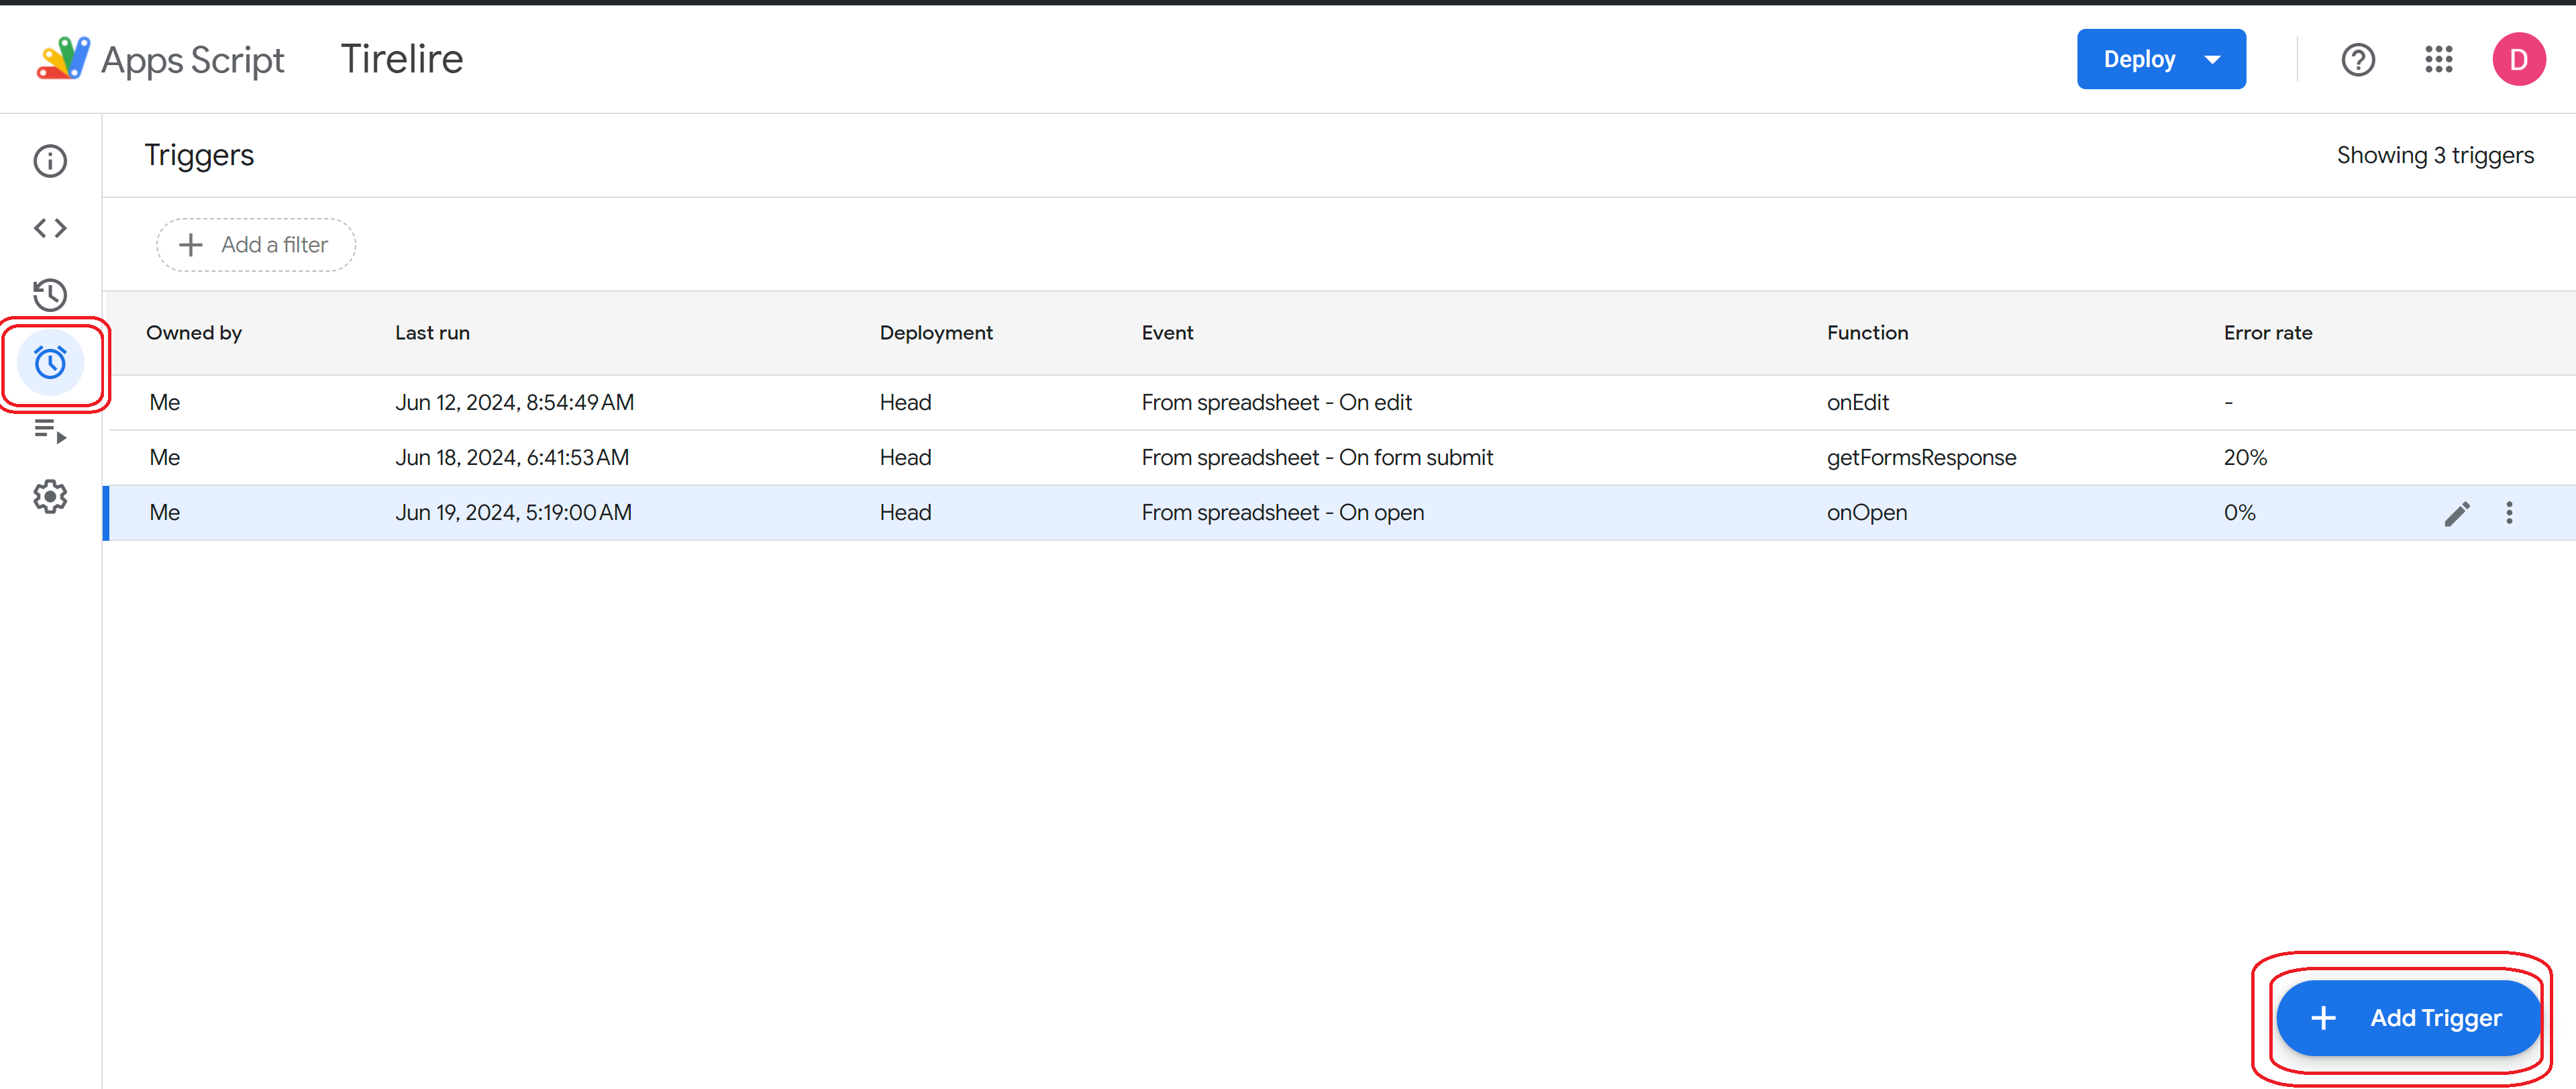 Apps Script Tirelire Deploy D
Triggers Showing 3 triggers
Add a filter
Owned by Last run Deployment Event Function Error rate
Me Jun 12, 2024, 8:54:49 AM Head From spreadsheet - On edit onEdit -
Me Jun 18, 2024, 6:41:53 AM Head From spreadsheet - On form submit getFormsResponse 20%
Me Jun 19, 2024, 5:19:00 AM Head From spreadsheet - On open onOpen 0%
Add Trigger